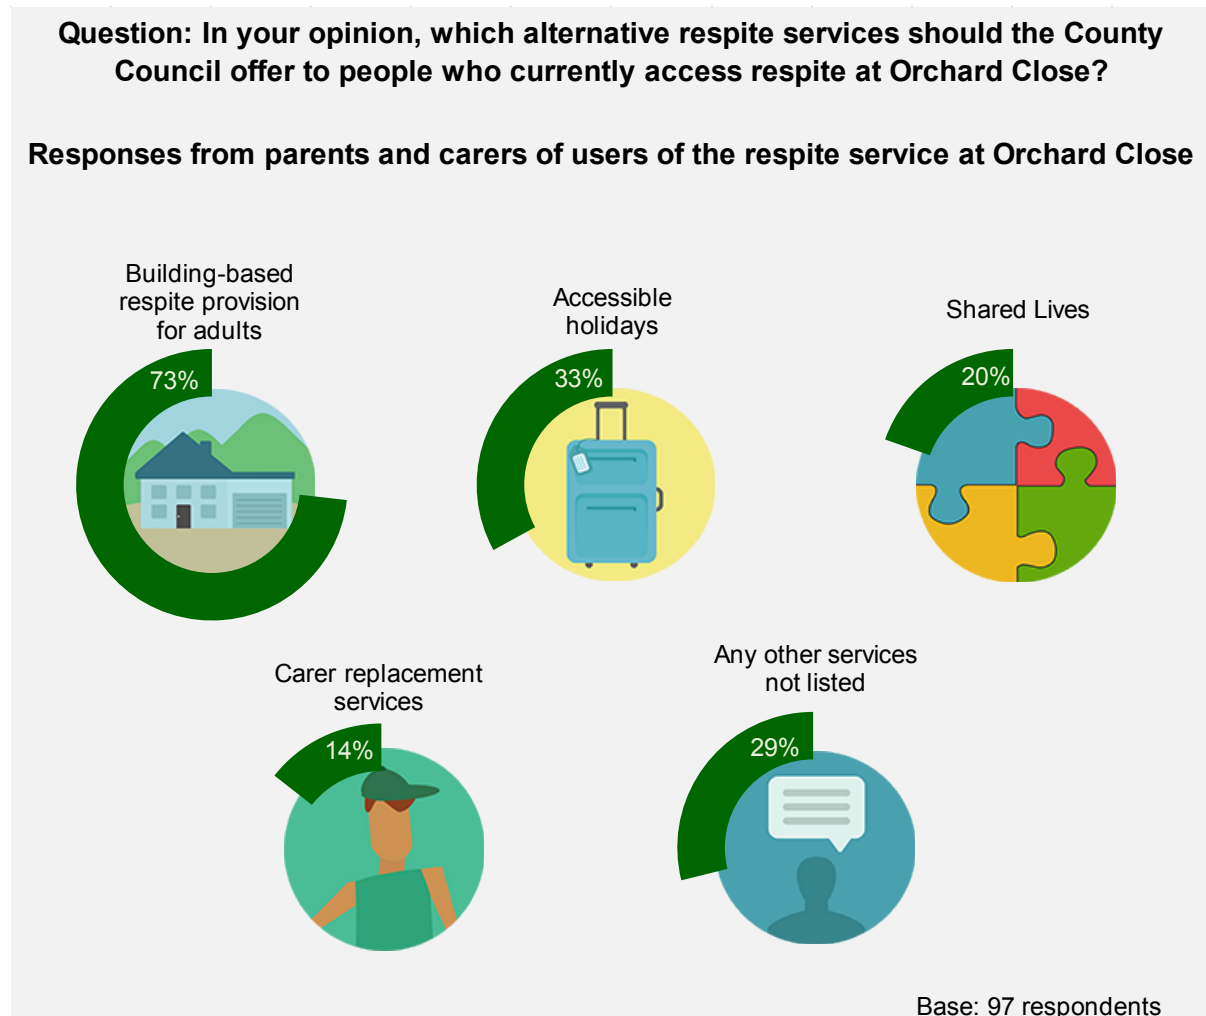 Question: In your opinion, which alternative respite services should the County
Council offer to people who currently access respite at Orchard Close?
Responses from parents and carers of users of the respite service at Orchard Close
Building-based
respite provision
for adults
73%
Accessible
holidays
33%
Shared Lives
20%
Carer replacement
services
14%
Any other services
not listed
29%
Base: 97 respondents